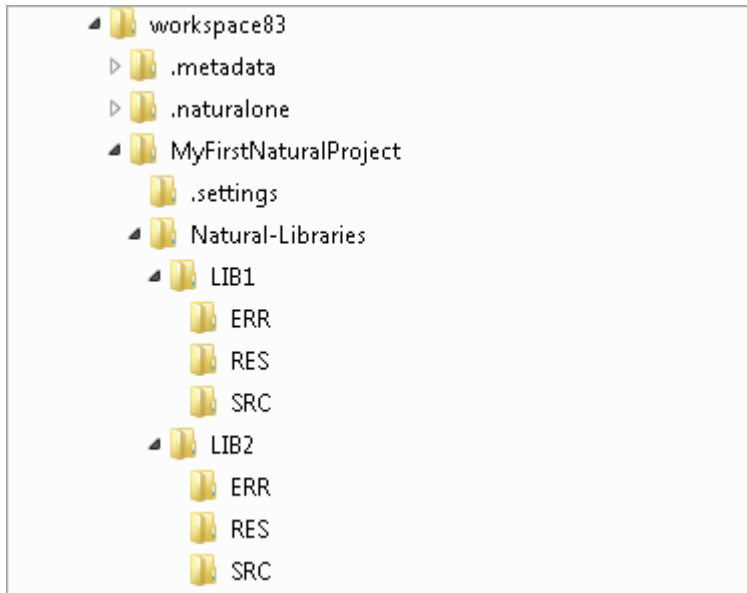 workspace83
.metadata
.naturalone
MyFirstNaturalProject
.settings
Natural-Libraries
LIB1
ERR
RES
SRC
LIB2
ERR
RES
SRC